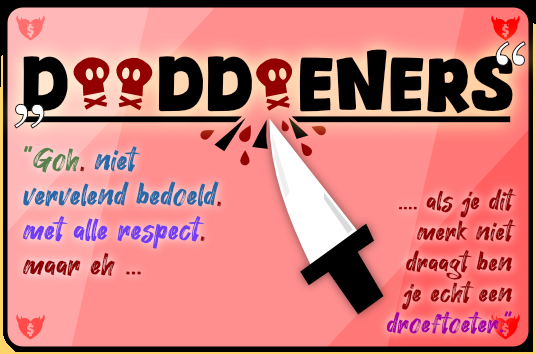 „DOODDOENERS“
"Goh, niet
vervelend bedoeld,
met alle respect,
maar eh ...
.... als je dit
merk niet
draagt ben
je echt een
droeftoeter."